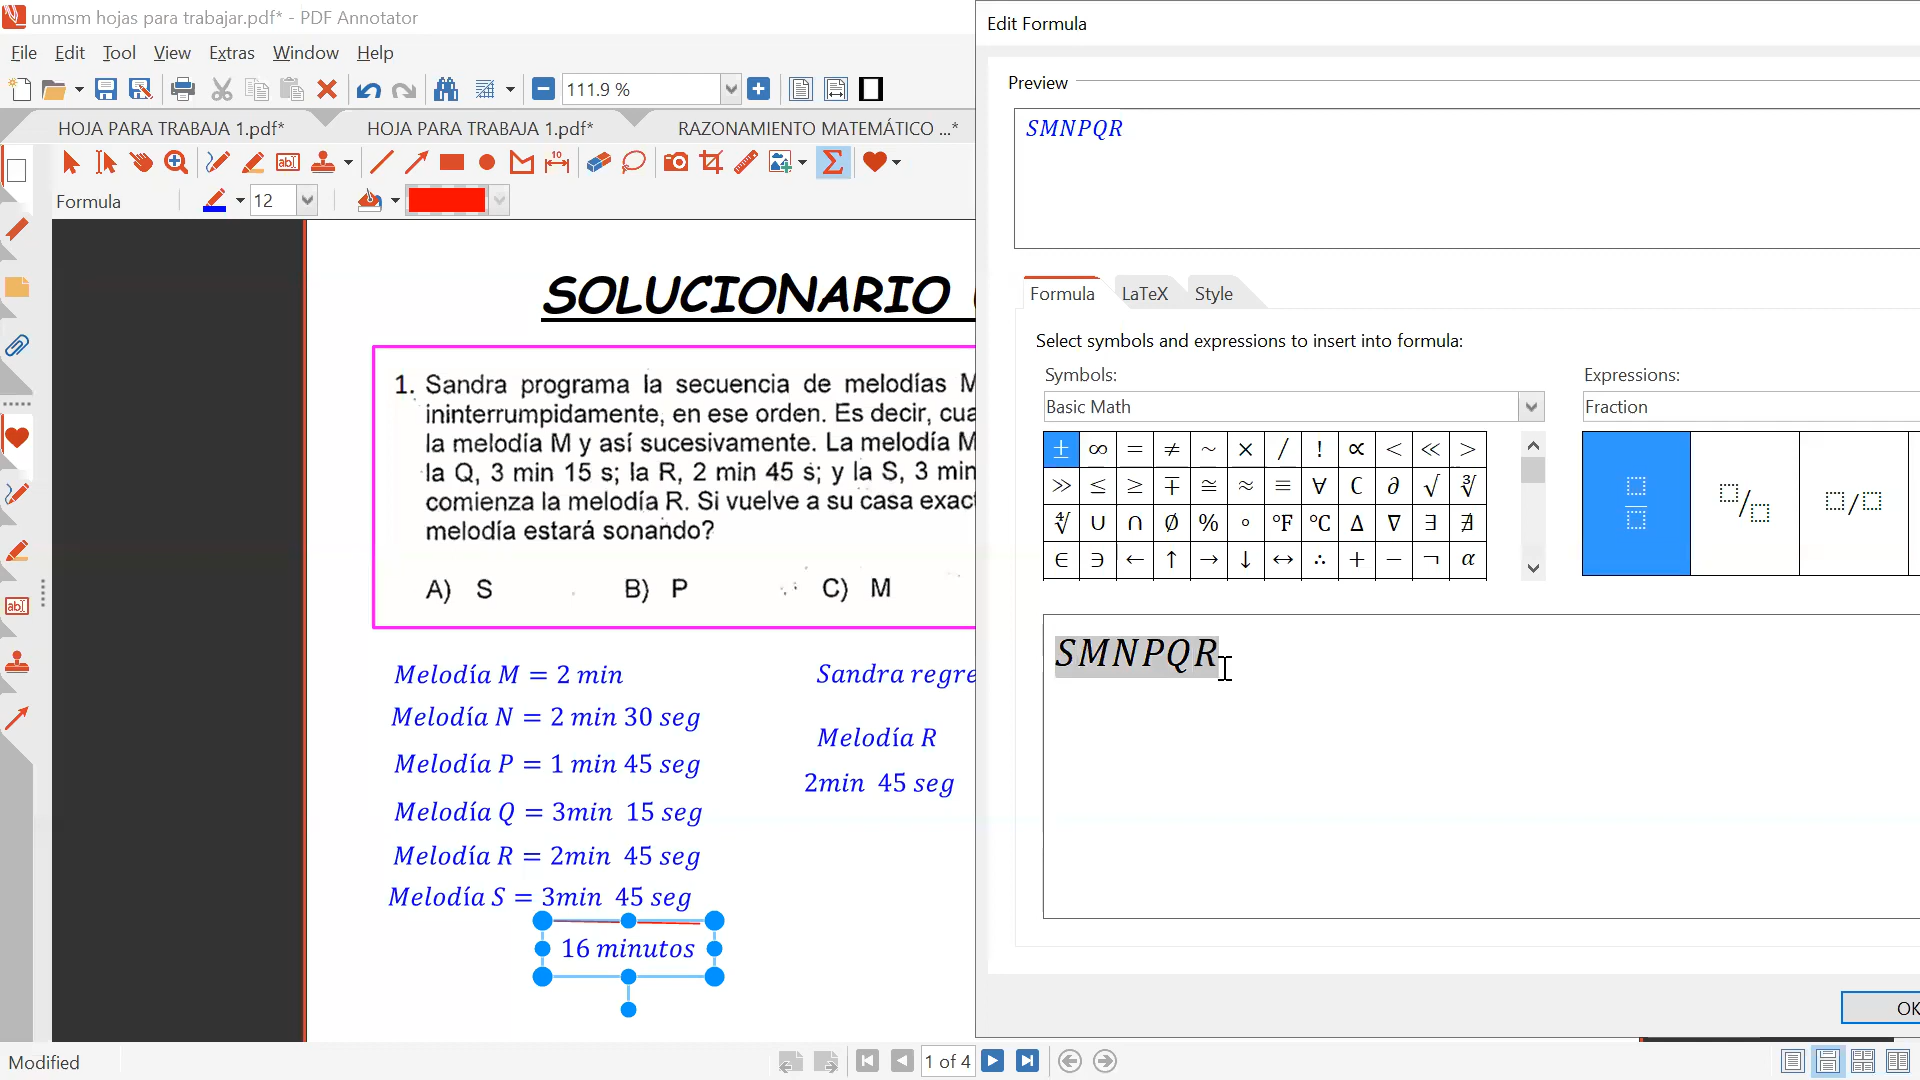 unmsm hojas para trabajar.pdf* - PDF Annotator
File Edit Tool View Extras Window Help
111.9 %
HOJA PARA TRABAJA 1.pdf* HOJA PARA TRABAJA 1.pdf* RAZONAMIENTO MATEMÁTICO ...*
Formula 12
SOLUCIONARIO
1. Sandra programa la secuencia de melodías M
ininterrumpidamente, en ese orden. Es decir, cua
la melodía M y así sucesivamente. La melodía M
la Q, 3 min 15 s; la R, 2 min 45 s; y la S, 3 min
comienza la melodía R. Si vuelve a su casa exac
melodía estará sonando?
A) S B) P C) M
Melodía M = 2 min
Melodía N = 2 min 30 seg
Melodía P = 1 min 45 seg
Melodía Q = 3min 15 seg
Melodía R = 2min 45 seg
Melodía S = 3min 45 seg
16 minutos
Sandra regre
Melodía R
2min 45 seg
Edit Formula
Preview
SMNPQR
Formula LaTeX Style
Select symbols and expressions to insert into formula:
Symbols: Expressions:
Basic Math Fraction
± ∞ = ≠ ~ × / ! ∝ < ≪ >
≫ ≤ ≥ ∓ ≅ ≈ ≡ ∀ ∁ ∂ √ ∛
∜ ∪ ∩ ∅ % ° °F °C ∆ ∇ ∃ ∄
∈ ∋ ← ↑ → ↓ ↔ ∴ + − ¬ α
SMNPQR
OK
Modified 1 of 4